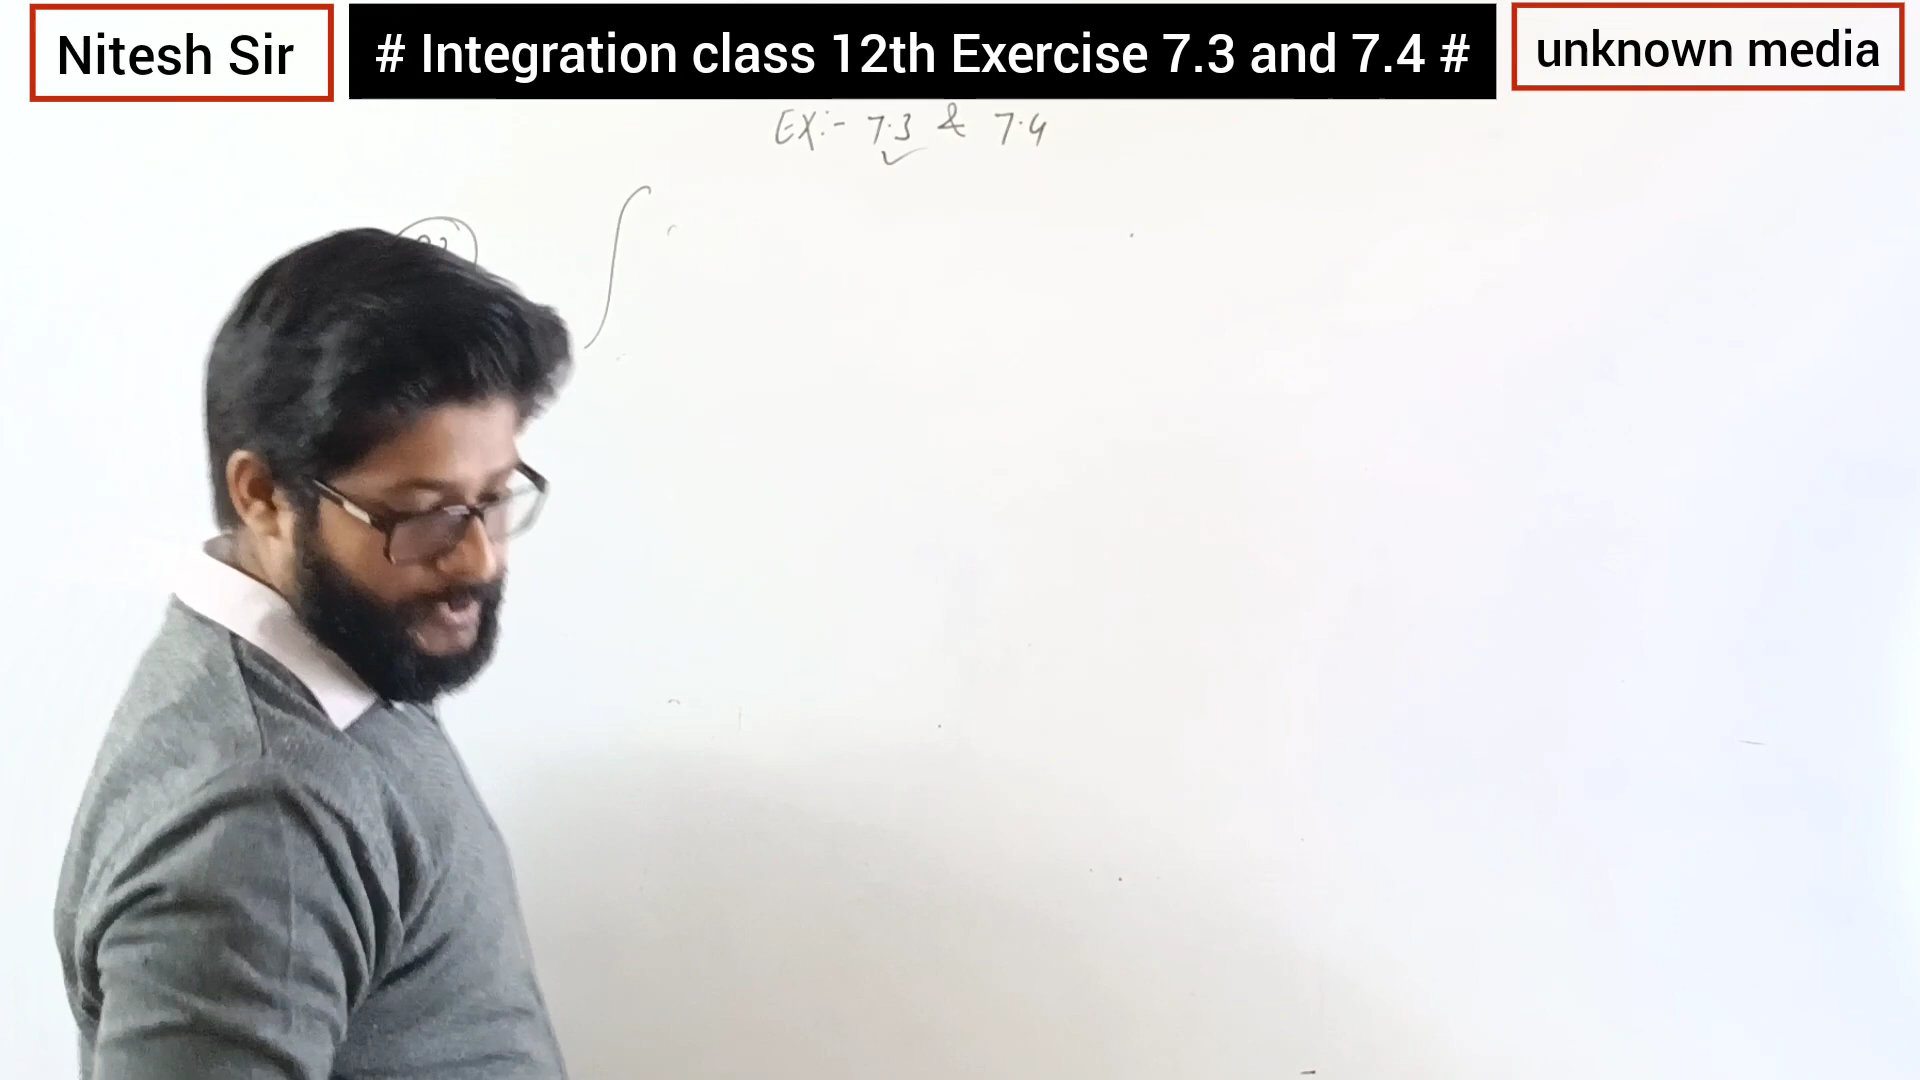 Nitesh Sir
# Integration class 12th Exercise 7.3 and 7.4 #
unknown media
EX:- 7.3 & 7.4
∫